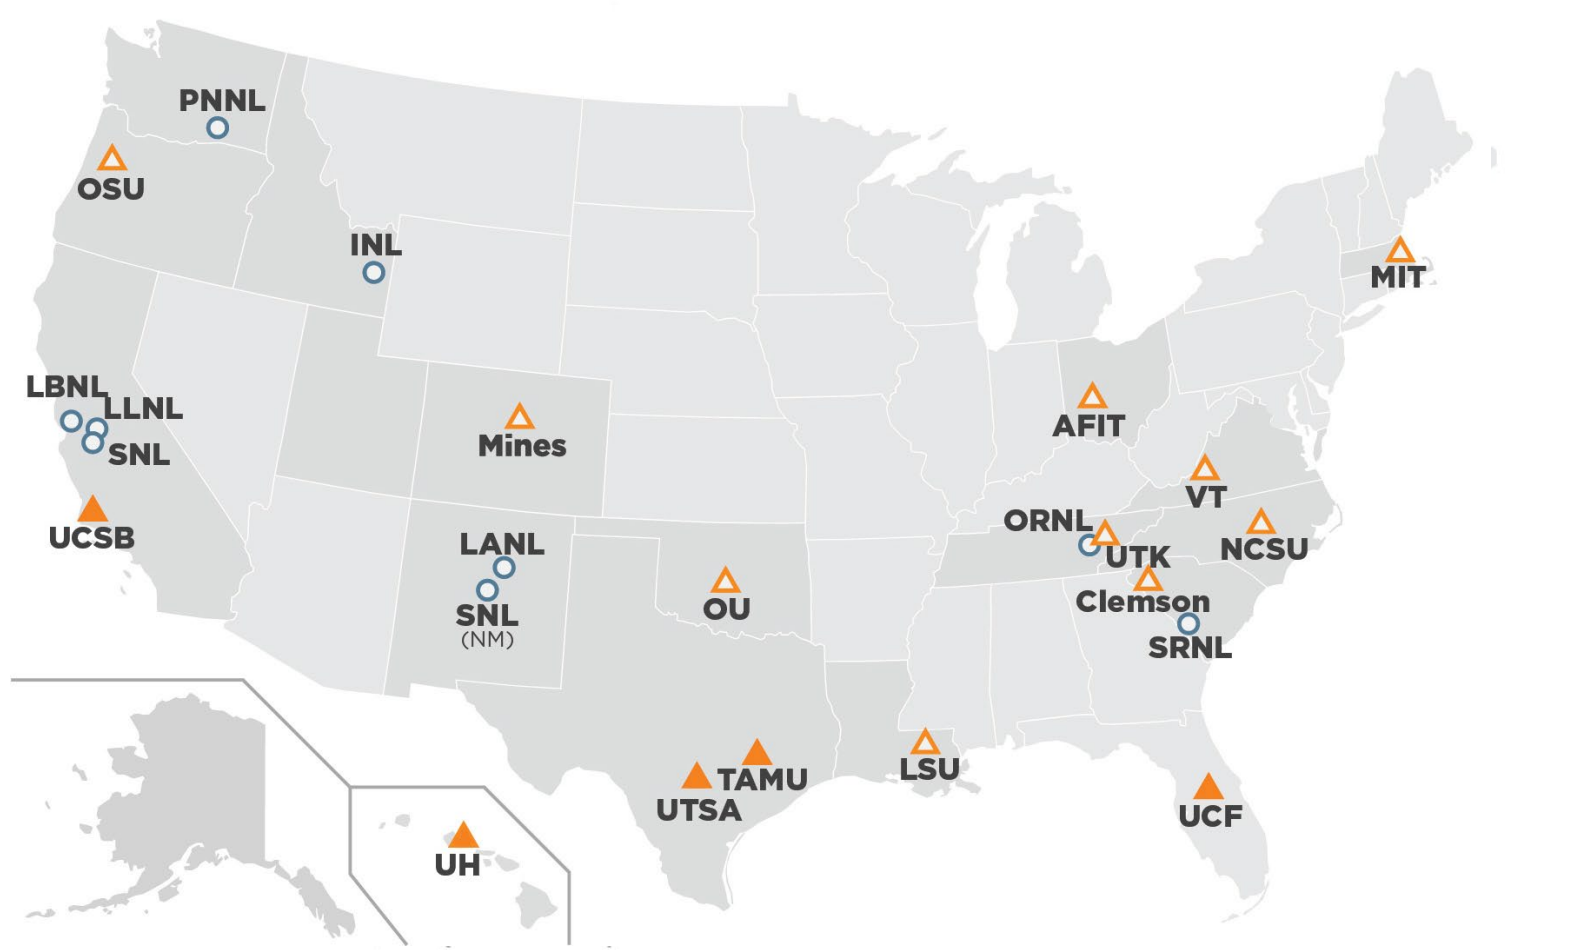 PNNL
OSU
INL
MIT
LBNL
LLNL
SNL
Mines
AFIT
UCSB
VT
ORNL
UTK
NCSU
LANL
SNL
(NM)
OU
Clemson
SRNL
LSU
TAMU
UTSA
UCF
UH